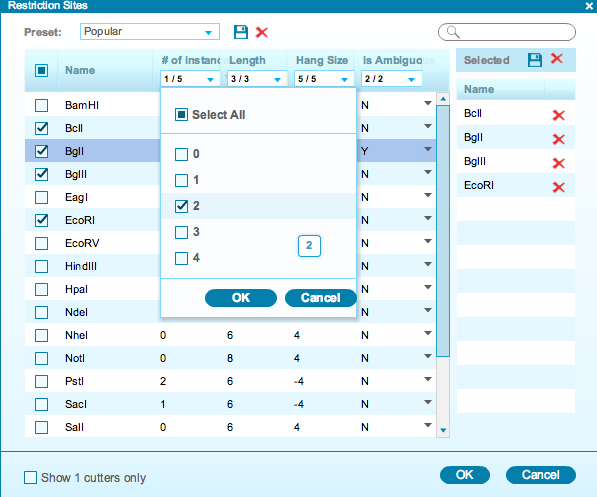 Restriction Sites
Preset: Popular
Name # of Instanc Length Hang Size Is Ambiguou
1 / 5 3 / 3 5 / 5 2 / 2
Selected
Name
BamHI N
BclI
BglI Y
BglII N
EagI N
EcoRI N
EcoRV N
HindIII N
HpaI N
NdeI N
NheI 0 6 4 N
NotI 0 8 4 N
PstI 2 6 -4 N
SacI 1 6 -4 N
SalI 0 6 4 N
Select All
0
1
2
3
4
2
OK Cancel
BclI
BglI
BglII
EcoRI
Show 1 cutters only
OK Cancel